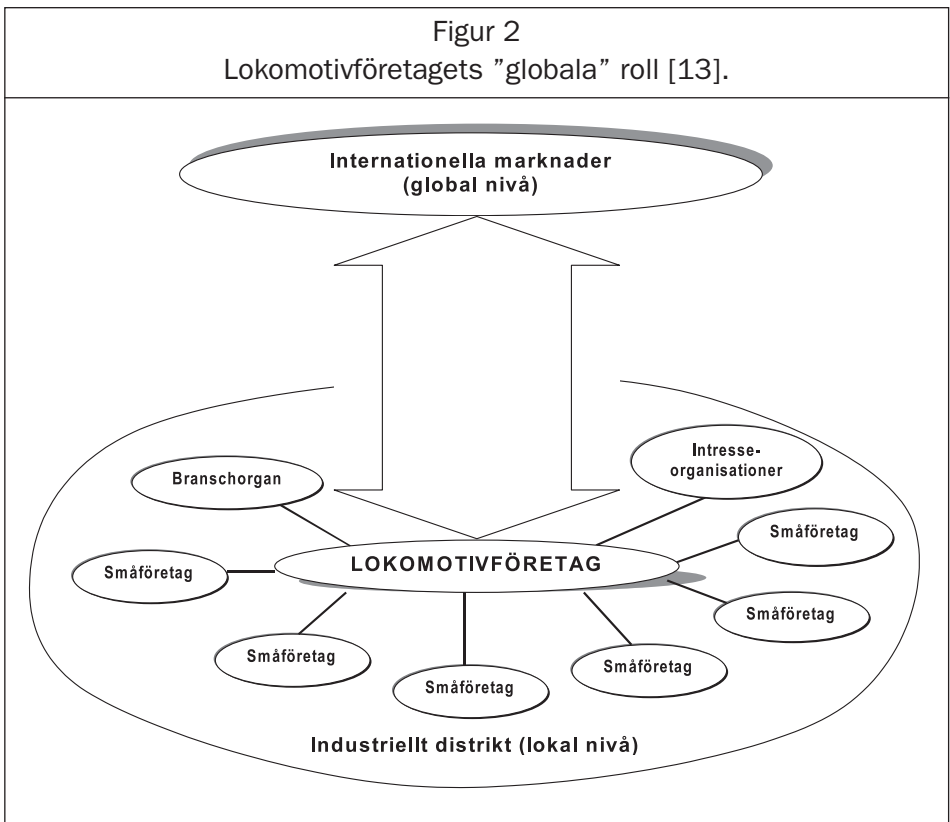 Figur 2
Lokomotivföretagets ”globala” roll [13].
Internationella marknader
(global nivå)
Branschorgan
Intresse-
organisationer
Småföretag
LOKOMOTIVFÖRETAG
Småföretag
Småföretag
Småföretag
Småföretag
Småföretag
Industriellt distrikt (lokal nivå)